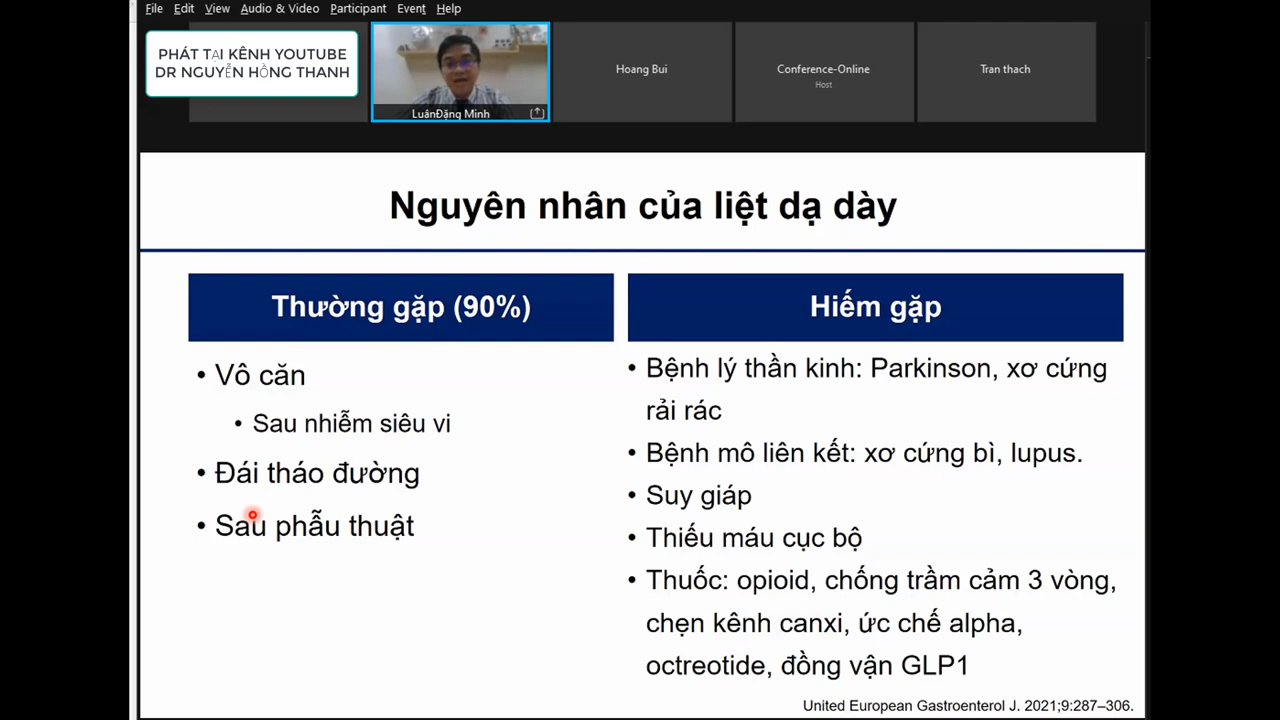 File Edit View Audio & Video Participant Event Help
PHÁT TẠI KÊNH YOUTUBE
DR NGUYỄN HỒNG THANH
LuânĐặng Minh
Hoang Bui
Conference-Online
Host
Tran thach
Nguyên nhân của liệt dạ dày
Thường gặp (90%)
• Vô căn
• Sau nhiễm siêu vi
• Đái tháo đường
• Sau phẫu thuật
Hiếm gặp
• Bệnh lý thần kinh: Parkinson, xơ cứng
rải rác
• Bệnh mô liên kết: xơ cứng bì, lupus.
• Suy giáp
• Thiếu máu cục bộ
• Thuốc: opioid, chống trầm cảm 3 vòng,
chẹn kênh canxi, ức chế alpha,
octreotide, đồng vận GLP1
United European Gastroenterol J. 2021;9:287–306.